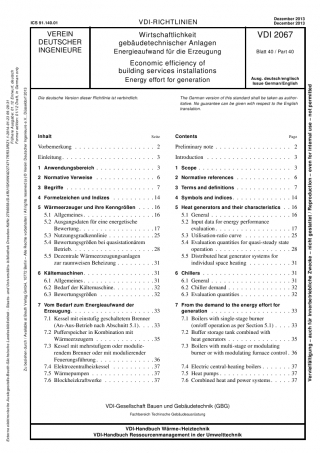 ICS 91.140.01
VDI-RICHTLINIEN
Dezember 2013
December 2013
VEREIN
DEUTSCHER
INGENIEURE
Wirtschaftlichkeit
gebäudetechnischer Anlagen
Energieaufwand für die Erzeugung
Economic efficiency of
building services installations
Energy effort for generation
VDI 2067
Blatt 40 / Part 40
Ausg. deutsch/englisch
Issue German/English
Die deutsche Version dieser Richtlinie ist verbindlich.
The German version of this standard shall be taken as authoritative. No guarantee can be given with respect to the English translation.
Inhalt Seite
Vorbemerkung . . . 2
Einleitung . . . 3
1 Anwendungsbereich . . . 3
2 Normative Verweise . . . 6
3 Begriffe . . . 7
4 Formelzeichen und Indizes . . . 14
5 Wärmeerzeuger und ihre Kenngrößen . . . 16
5.1 Allgemeines . . . 16
5.2 Ausgangsdaten für eine energetische
Bewertung . . . 17
5.3 Nutzungsgradkurve . . . 25
5.4 Bewertungsgrößen bei quasistationärem
Betrieb . . . 28
5.5 Dezentrale Wärmeerzeugungsanlagen
zur raumweisen Beheizung . . . 31
6 Kältemaschinen . . . 31
6.1 Allgemeines . . . 31
6.2 Bedarf der Kältemaschine . . . 32
6.3 Bewertungsgrößen . . . 32
7 Vom Bedarf zum Energieaufwand der
Erzeugung . . . 33
7.1 Kessel mit einstufig geschaltetem Brenner
(An-Aus-Betrieb nach Abschnitt 5.1) . . . 33
7.2 Pufferspeicher in Kombination mit
Wärmeerzeugern . . . 35
7.3 Kessel mit mehrstufigem oder modulierendem
Brenner oder mit modulierender
Feuerungsführung . . . 36
7.4 Elektrozentralheizkessel . . . 37
7.5 Wärmepumpen . . . 37
7.6 Blockheizkraftwerke . . . 37
Contents Page
Preliminary note . . . 2
Introduction . . . 3
1 Scope . . . 3
2 Normative references . . . 6
3 Terms and definitions . . . 7
4 Symbols and indices . . . 14
5 Heat generators and their characteristics . . . 16
5.1 General . . . 16
5.2 Input data for energy performance
evaluation . . . 17
5.3 Utilisation ratio curve . . . 25
5.4 Evaluation quantities for quasi-steady state
operation . . . 28
5.5 Distributed heat generator systems for
individual space heating . . . 31
6 Chillers . . . 31
6.1 General . . . 31
6.2 Chiller demand . . . 32
6.3 Evaluation quantities . . . 32
7 From the demand to the energy effort for
generation . . . 33
7.1 Boilers with single-stage burner
(on/off operation as per Section 5.1) . . . 33
7.2 Buffer storage tank combined with
heat generators . . . 35
7.3 Boilers with multi-stage or modulating
burner or with modulating furnace control . 36
7.4 Electric central-heating boilers . . . 37
7.5 Heat pumps . . . 37
7.6 Combined heat and power systems . . . 37
VDI-Gesellschaft Bauen und Gebäudetechnik (GBG)
Fachbereich Technische Gebäudeausrüstung
VDI-Handbuch Wärme-/Heiztechnik
VDI-Handbuch Ressourcenmanagement in der Umwelttechnik
Vervielfältigung – auch für innerbetriebliche Zwecke – nicht gestattet / Reproduction – even for internal use – not permitted